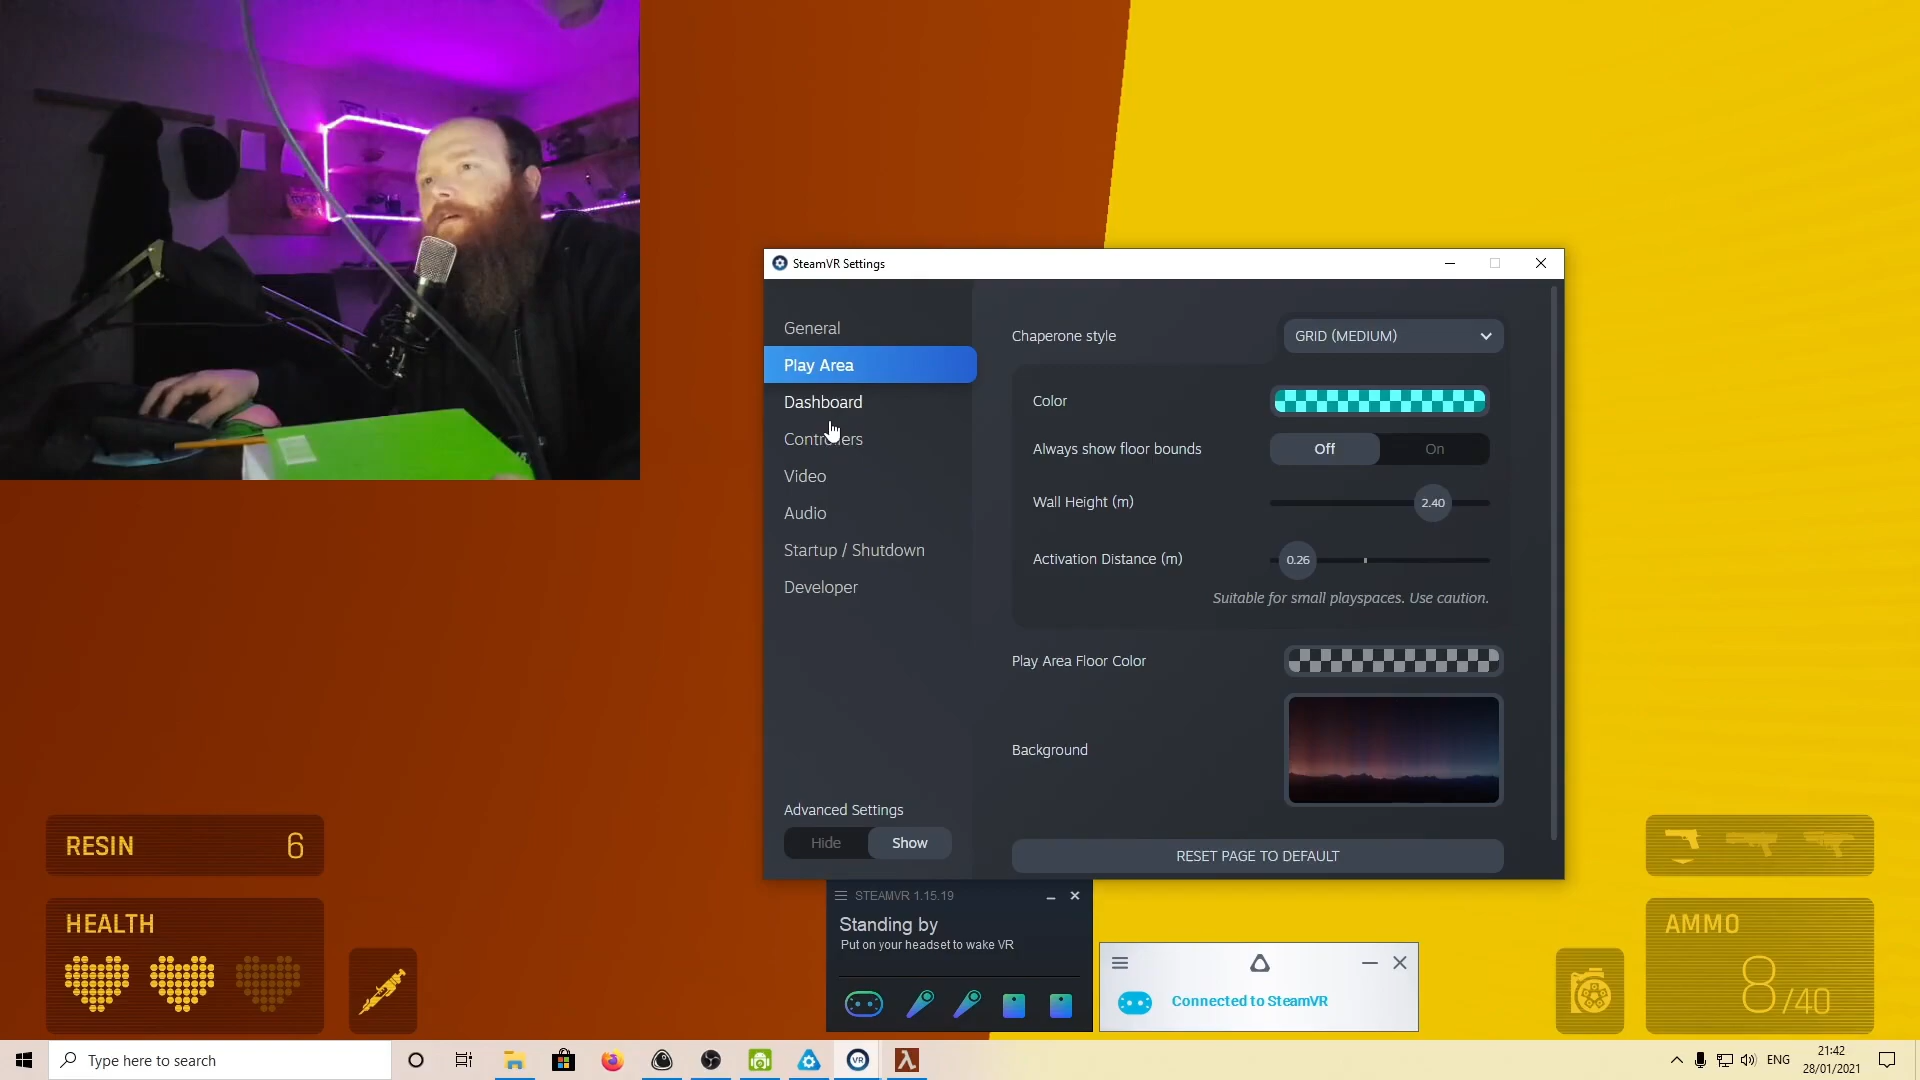 SteamVR Settings
General
Play Area
Dashboard
Controllers
Video
Audio
Startup / Shutdown
Developer
Advanced Settings
Hide
Show
Chaperone style
GRID (MEDIUM)
Color
Always show floor bounds
Off
On
Wall Height (m)
2.40
Activation Distance (m)
0.26
Suitable for small playspaces. Use caution.
Play Area Floor Color
Background
RESET PAGE TO DEFAULT
RESIN 6
HEALTH
AMMO
8/40
STEAMVR 1.15.19
Standing by
Put on your headset to wake VR
Connected to SteamVR
Type here to search
VR
ENG
21:42
28/01/2021